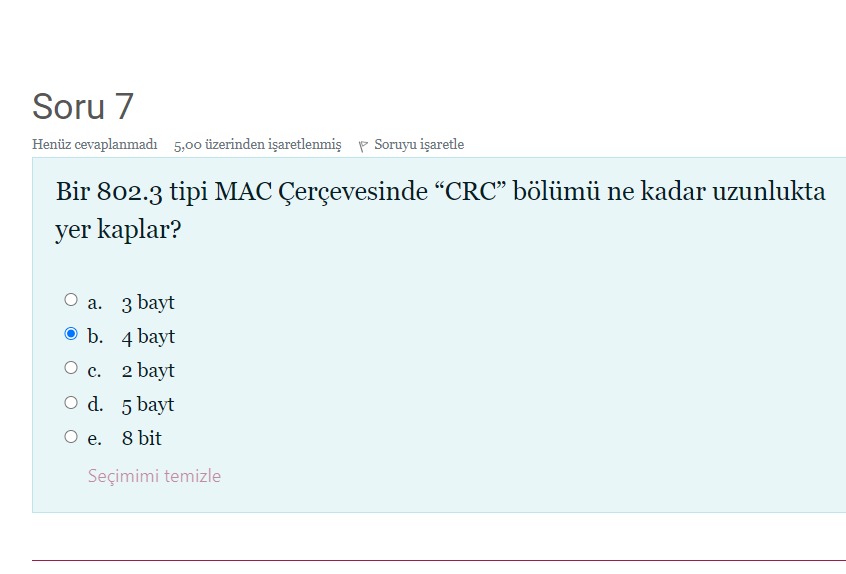 Soru 7
Henüz cevaplanmadı 5,00 üzerinden işaretlenmiş Soruyu işaretle
Bir 802.3 tipi MAC Çerçevesinde “CRC” bölümü ne kadar uzunlukta
yer kaplar?
a. 3 bayt
b. 4 bayt
c. 2 bayt
d. 5 bayt
e. 8 bit
Seçimimi temizle